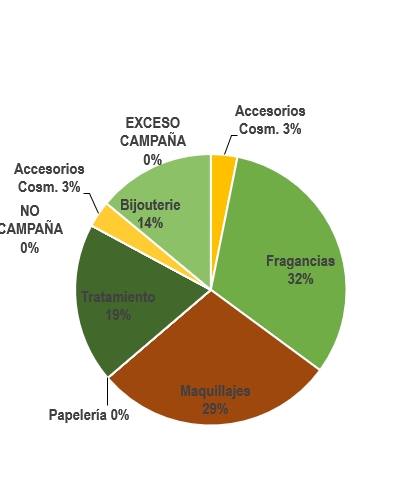 EXCESO
CAMPAÑA
0%
Accesorios
Cosm. 3%
Accesorios
Cosm. 3%
NO
CAMPAÑA
0%
Bijouterie
14%
Fragancias
32%
Tratamiento
19%
Maquillajes
29%
Papelería 0%